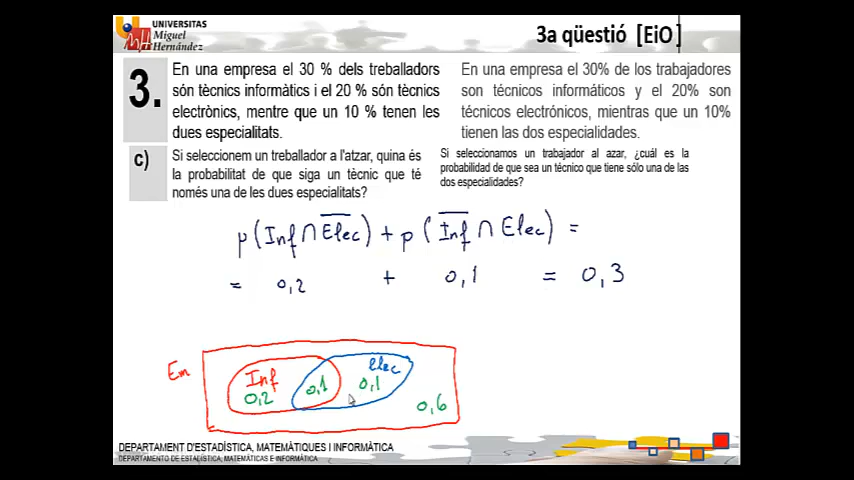 UNIVERSITAS
Miguel
Hernández
3a qüestió [EiO]
3.
En una empresa el 30 % dels treballadors
són tècnics informàtics i el 20 % són tècnics
electrònics, mentre que un 10 % tenen les
dues especialitats.
En una empresa el 30% de los trabajadores
son técnicos informáticos y el 20% son
técnicos electrónicos, mientras que un 10%
tienen las dos especialidades.
c)
Si seleccionem un treballador a l'atzar, quina és
la probabilitat de que siga un tècnic que té
només una de les dues especialitats?
Si seleccionamos un trabajador al azar, ¿cuál es la
probabilidad de que sea un técnico que tiene sólo una de las
dos especialidades?
p(Inf ∩ E̅l̅e̅c̅) + p(I̅n̅f̅ ∩ Elec) =
= 0,2 + 0,1 = 0,3
Em
Inf
Elec
0,2
0,1
0,1
0,6
DEPARTAMENT D'ESTADÍSTICA, MATEMÀTIQUES I INFORMÀTICA
DEPARTAMENTO DE ESTADÍSTICA, MATEMÁTICAS E INFORMÁTICA